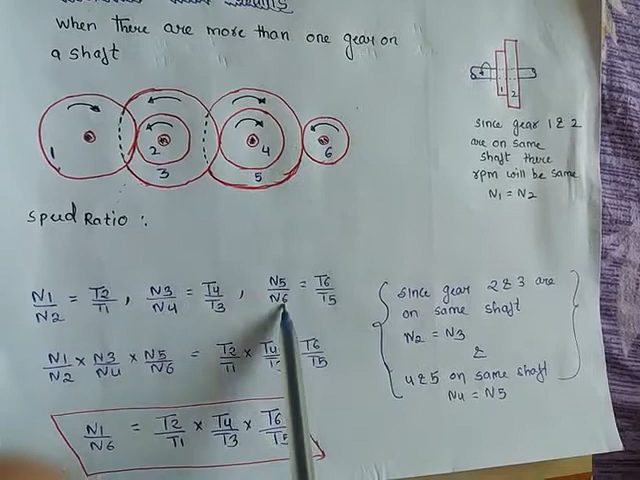 when there are more than one gear on
a shaft
1 2 3 4 5 6
1 2
since gear 1 & 2
are on same
shaft there
rpm will be same
N1 = N2
Speed Ratio :
N1/N2 = T2/T1 , N3/N4 = T4/T3 , N5/N6 = T6/T5
N1/N2 × N3/N4 × N5/N6 = T2/T1 × T4/ × T6/T5
N1/N6 = T2/T1 × T4/T3 × T6/T5
since gear 2 & 3 are
on same shaft
N2 = N3
&
4 & 5 on same shaft
N4 = N5